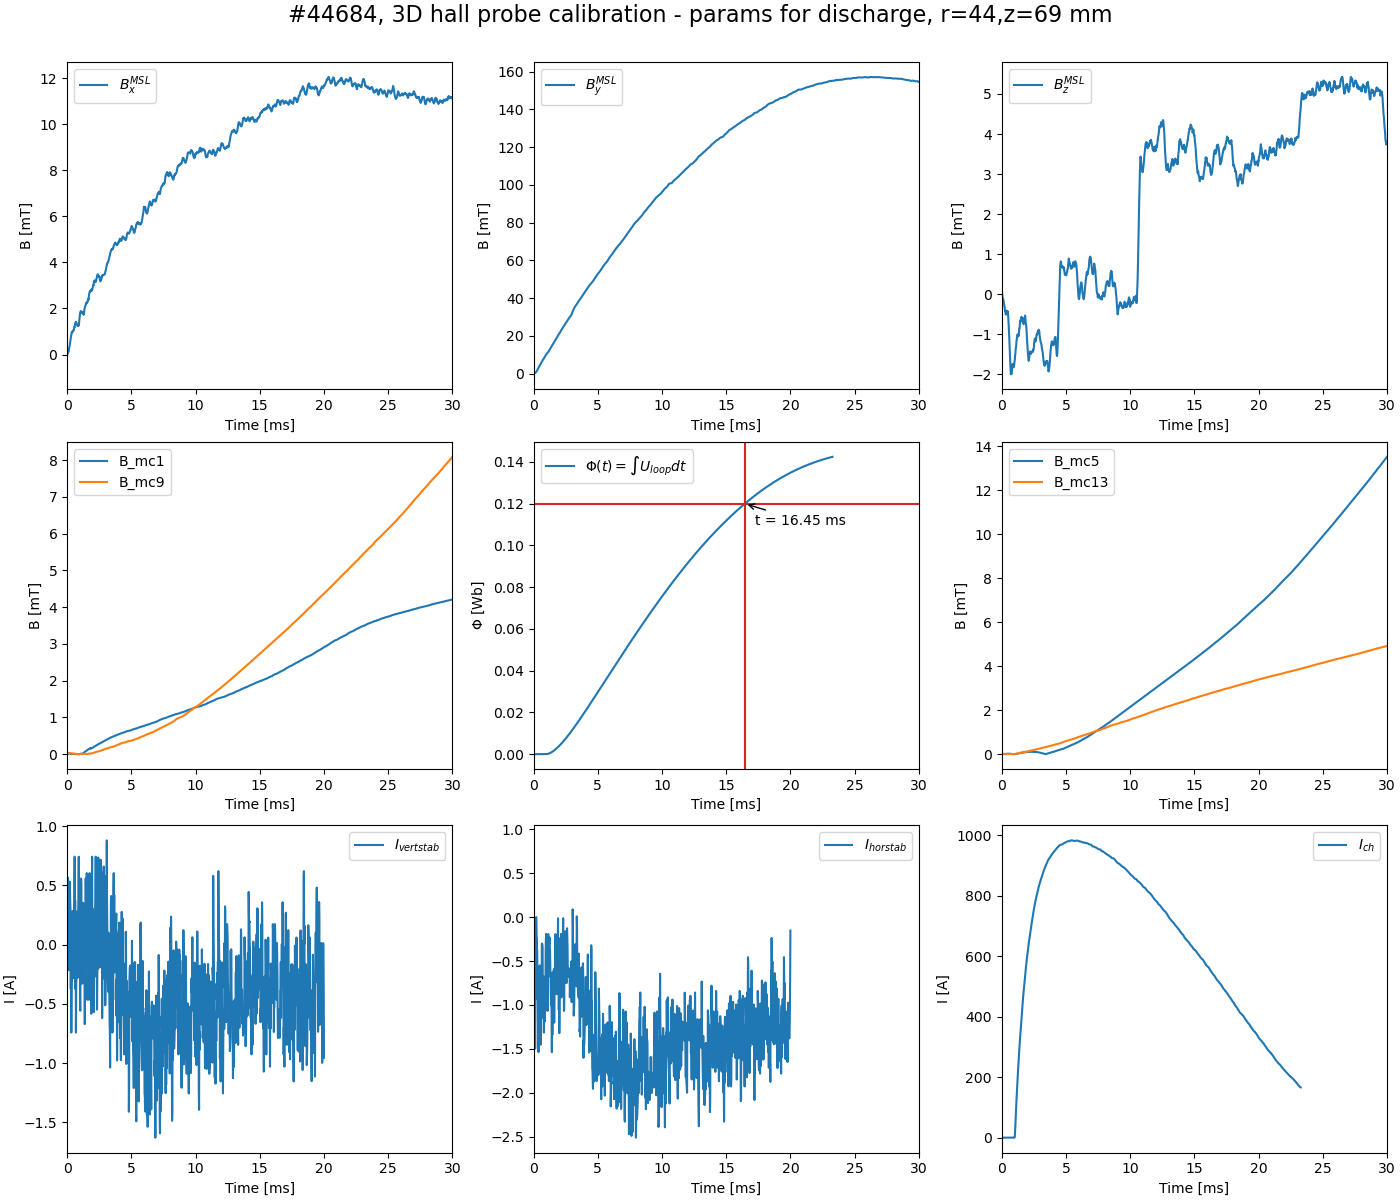 #44684, 3D hall probe calibration - params for discharge, r=44,z=69 mm
B_x^{MSL}
12
10
8
6
4
2
0
B [mT]
0 5 10 15 20 25 30
Time [ms]
B_y^{MSL}
160
140
120
100
80
60
40
20
0
B [mT]
0 5 10 15 20 25 30
Time [ms]
B_z^{MSL}
5
4
3
2
1
0
−1
−2
B [mT]
0 5 10 15 20 25 30
Time [ms]
B_mc1
B_mc9
8
7
6
5
4
3
2
1
0
B [mT]
0 5 10 15 20 25 30
Time [ms]
Φ(t) = ∫U_{loop}dt
t = 16.45 ms
0.14
0.12
0.10
0.08
0.06
0.04
0.02
0.00
Φ [Wb]
0 5 10 15 20 25 30
Time [ms]
B_mc5
B_mc13
14
12
10
8
6
4
2
0
B [mT]
0 5 10 15 20 25 30
Time [ms]
I_{vertstab}
1.0
0.5
0.0
−0.5
−1.0
−1.5
I [A]
0 5 10 15 20 25 30
Time [ms]
I_{horstab}
1.0
0.5
0.0
−0.5
−1.0
−1.5
−2.0
−2.5
I [A]
0 5 10 15 20 25 30
Time [ms]
I_{ch}
1000
800
600
400
200
0
I [A]
0 5 10 15 20 25 30
Time [ms]